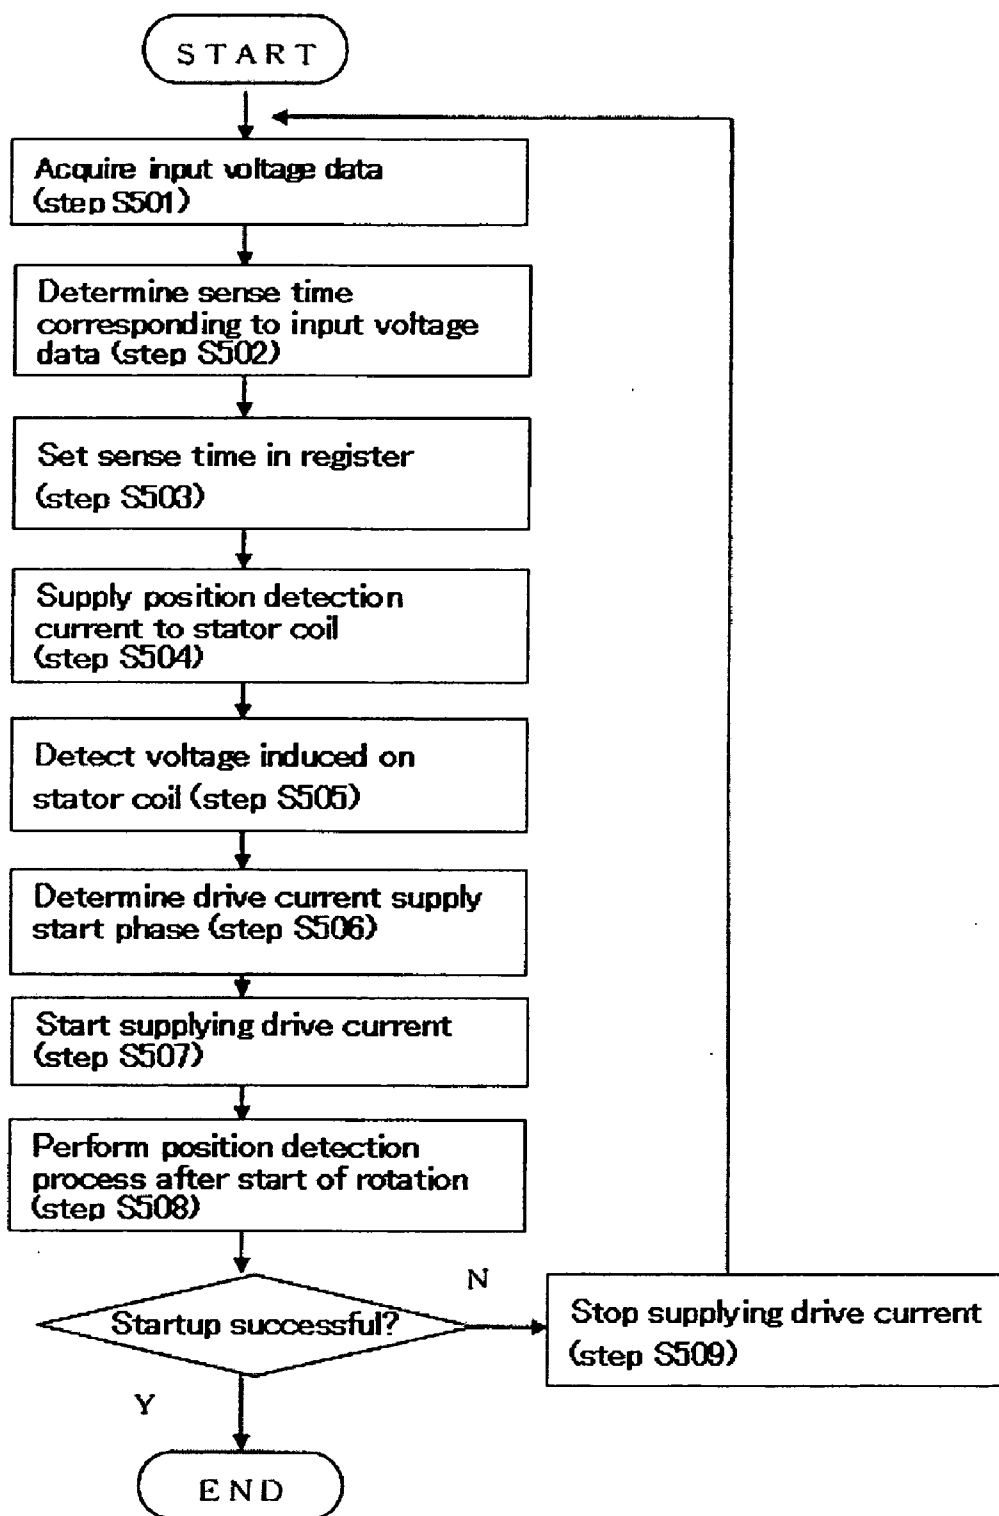 START
Acquire input voltage data
(step S501)
Determine sense time
corresponding to input voltage
data (step S502)
Set sense time in register
(step S503)
Supply position detection
current to stator coil
(step S504)
Detect voltage induced on
stator coil (step S505)
Determine drive current supply
start phase (step S506)
Start supplying drive current
(step S507)
Perform position detection
process after start of rotation
(step S508)
Startup successful?
N
Stop supplying drive current
(step S509)
Y
END